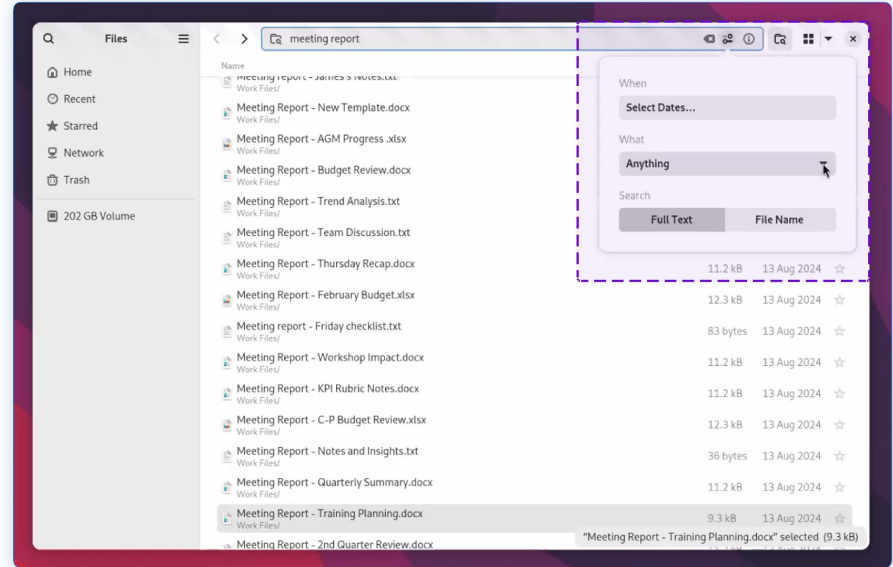 Files
meeting report
Home
Recent
Starred
Network
Trash
202 GB Volume
Name
Meeting report - James's Notes.txt
Work Files/
Meeting Report - New Template.docx
Work Files/
Meeting Report - AGM Progress .xlsx
Work Files/
Meeting Report - Budget Review.docx
Work Files/
Meeting Report - Trend Analysis.txt
Work Files/
Meeting Report - Team Discussion.txt
Work Files/
Meeting Report - Thursday Recap.docx
Work Files/
11.2 kB 13 Aug 2024
Meeting Report - February Budget.xlsx
Work Files/
12.3 kB 13 Aug 2024
Meeting report - Friday checklist.txt
Work Files/
83 bytes 13 Aug 2024
Meeting Report - Workshop Impact.docx
Work Files/
11.2 kB 13 Aug 2024
Meeting Report - KPI Rubric Notes.docx
Work Files/
11.2 kB 13 Aug 2024
Meeting Report - C-P Budget Review.xlsx
Work Files/
12.3 kB 13 Aug 2024
Meeting Report - Notes and Insights.txt
Work Files/
36 bytes 13 Aug 2024
Meeting Report - Quarterly Summary.docx
Work Files/
11.2 kB 13 Aug 2024
Meeting Report - Training Planning.docx
Work Files/
9.3 kB 13 Aug 2024
Meeting Report - 2nd Quarter Review.docx
"Meeting Report - Training Planning.docx" selected (9.3 kB)
When
Select Dates...
What
Anything
Search
Full Text File Name